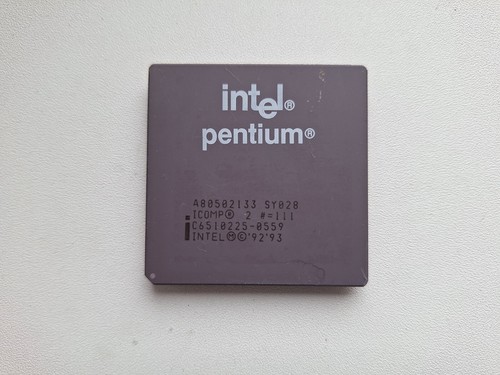 intel®
pentium®
A80502133 SY028
ICOMP® 2 #=111
C6510225-0559
INTEL Ⓜ©'92'93